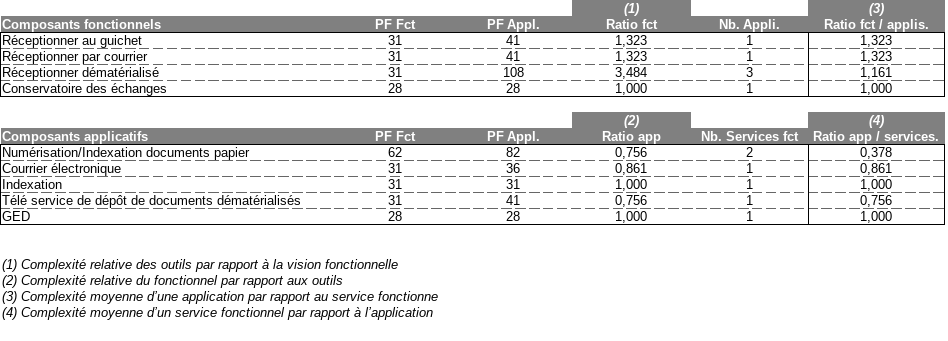 (1) (3)
Composants fonctionnels PF Fct PF Appl. Ratio fct Nb. Appli. Ratio fct / applis.
Réceptionner au guichet 31 41 1,323 1 1,323
Réceptionner par courrier 31 41 1,323 1 1,323
Réceptionner dématérialisé 31 108 3,484 3 1,161
Conservatoire des échanges 28 28 1,000 1 1,000
(2) (4)
Composants applicatifs PF Fct PF Appl. Ratio app Nb. Services fct Ratio app / services.
Numérisation/Indexation documents papier 62 82 0,756 2 0,378
Courrier électronique 31 36 0,861 1 0,861
Indexation 31 31 1,000 1 1,000
Télé service de dépôt de documents dématérialisés 31 41 0,756 1 0,756
GED 28 28 1,000 1 1,000
(1) Complexité relative des outils par rapport à la vision fonctionnelle
(2) Complexité relative du fonctionnel par rapport aux outils
(3) Complexité moyenne d'une application par rapport au service fonctionne
(4) Complexité moyenne d'un service fonctionnel par rapport à l'application